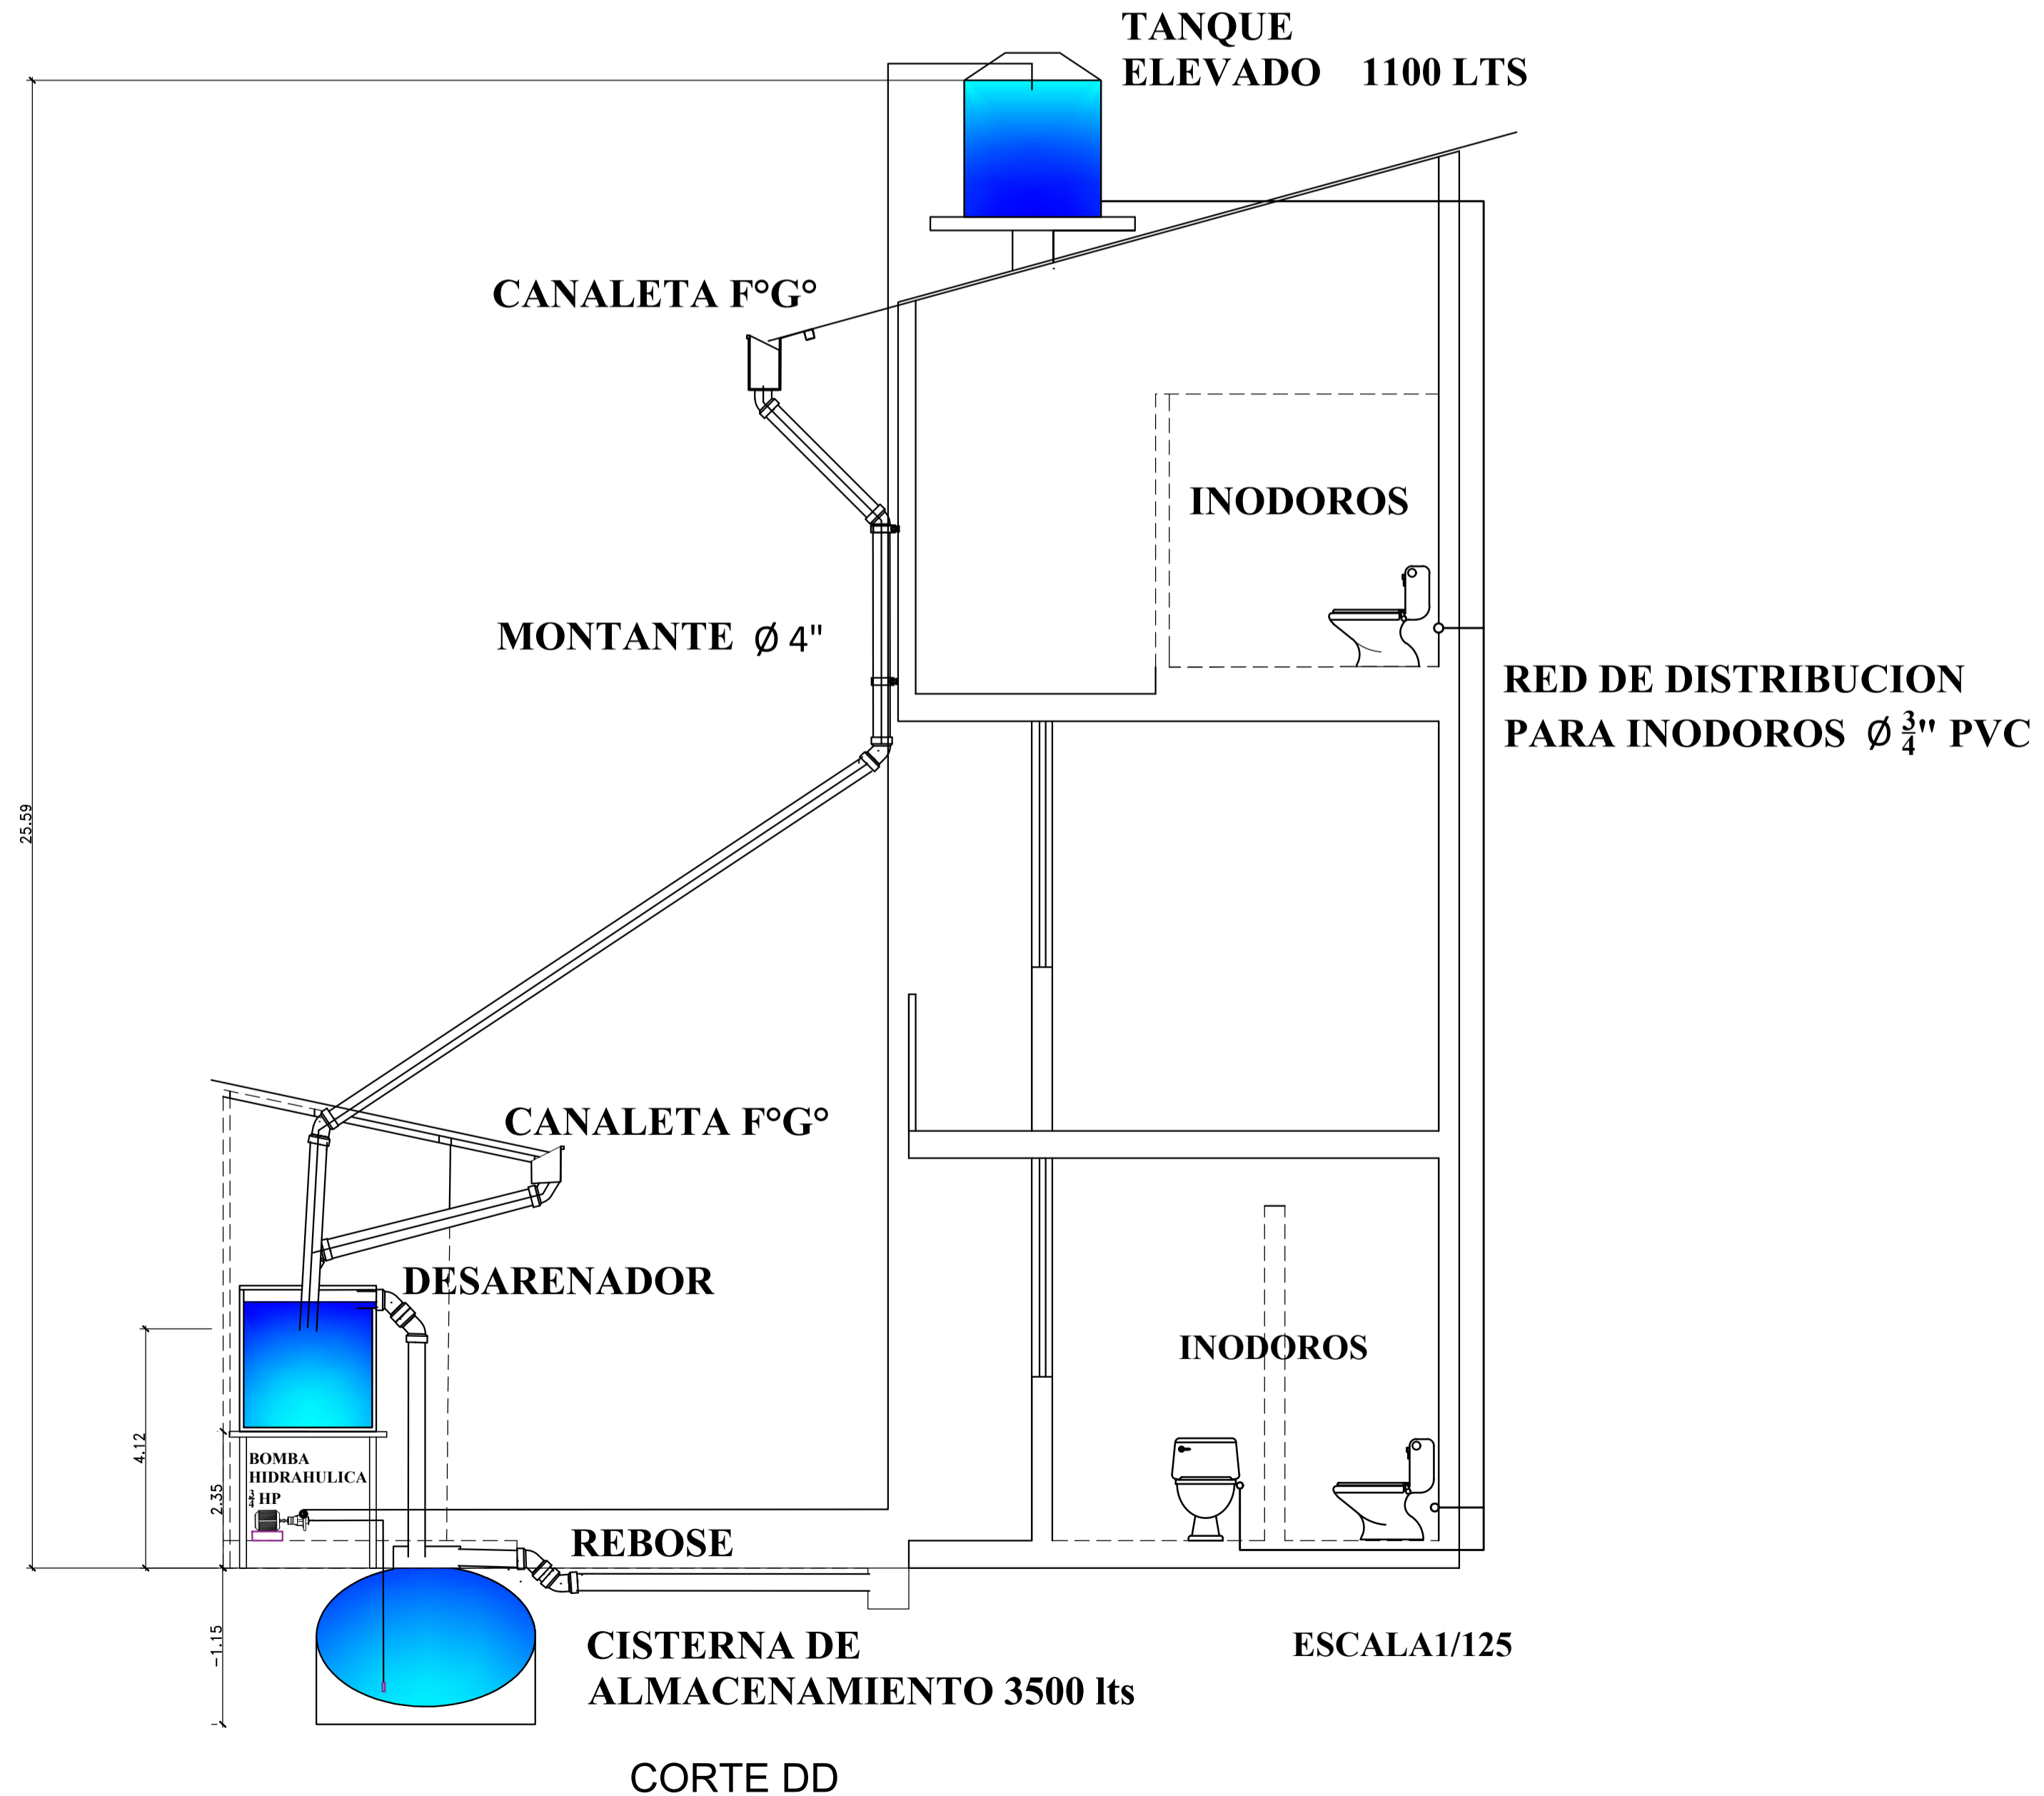 TANQUE
ELEVADO 1100 LTS
CANALETA F°G°
INODOROS
MONTANTE Ø 4"
RED DE DISTRIBUCION
PARA INODOROS Ø 3/4" PVC
25.59
CANALETA F°G°
DESARENADOR
INODOROS
4.12
BOMBA
HIDRAHULICA
3/4 HP
2.35
REBOSE
-1.15
CISTERNA DE
ALMACENAMIENTO 3500 lts
ESCALA1/125
CORTE DD